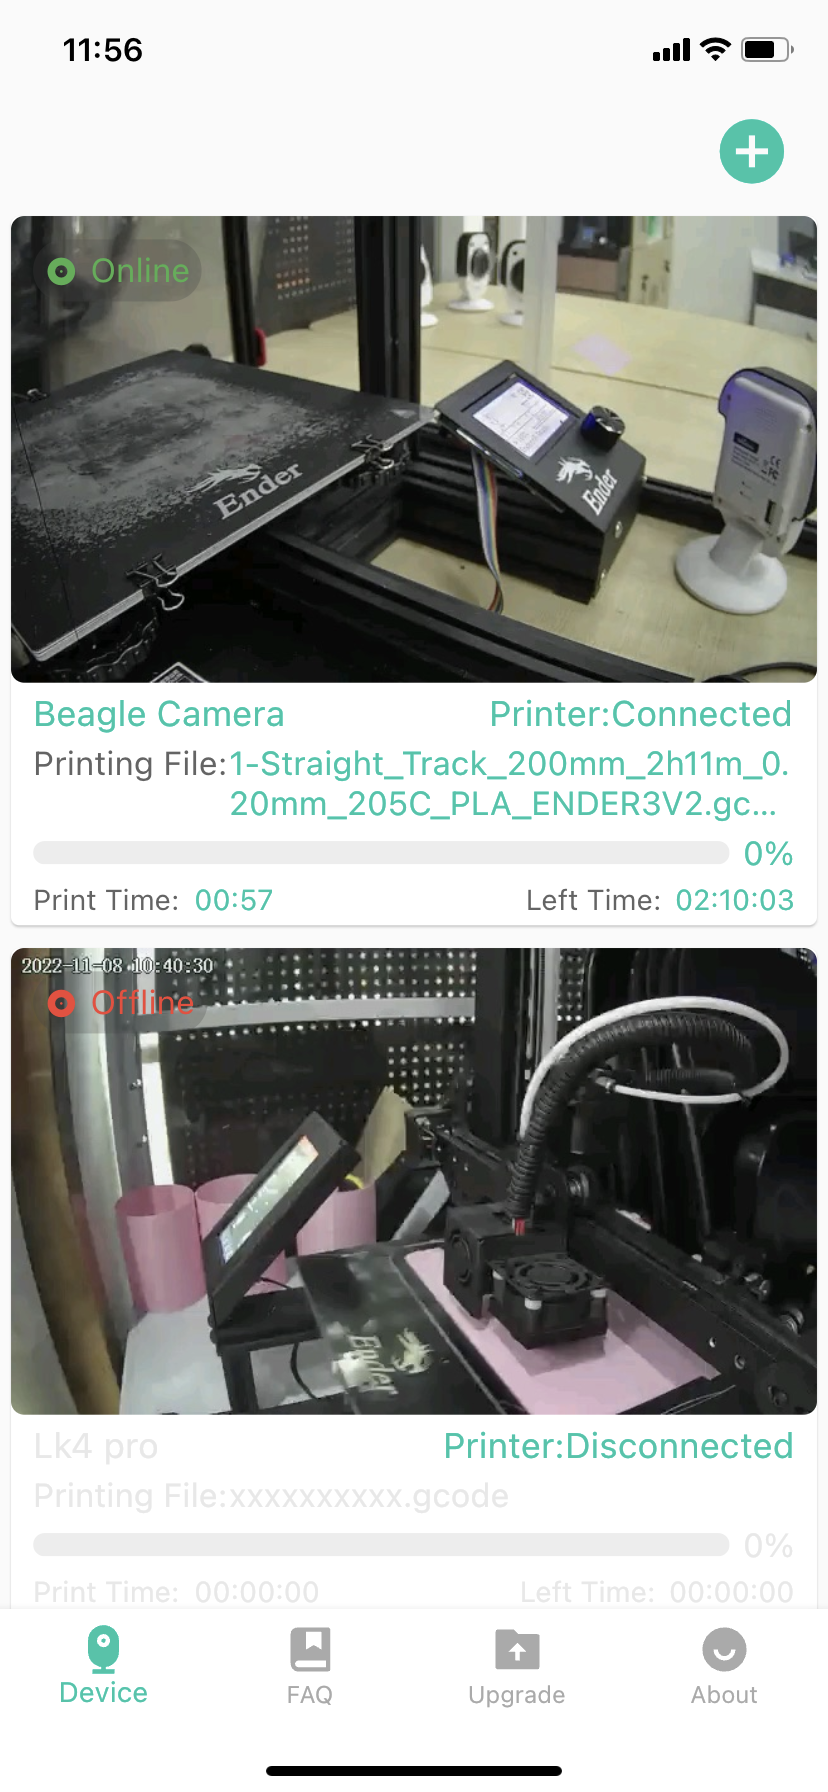 11:56
Online
Ender
Ender
Beagle Camera
Printer:Connected
Printing File:1-Straight_Track_200mm_2h11m_0.
20mm_205C_PLA_ENDER3V2.gc...
0%
Print Time: 00:57
Left Time: 02:10:03
2022-11-08 10:40:30
Offline
Ender
Lk4 pro
Printer:Disconnected
Printing File:xxxxxxxxxx.gcode
0%
Print Time: 00:00:00
Left Time: 00:00:00
Device
FAQ
Upgrade
About